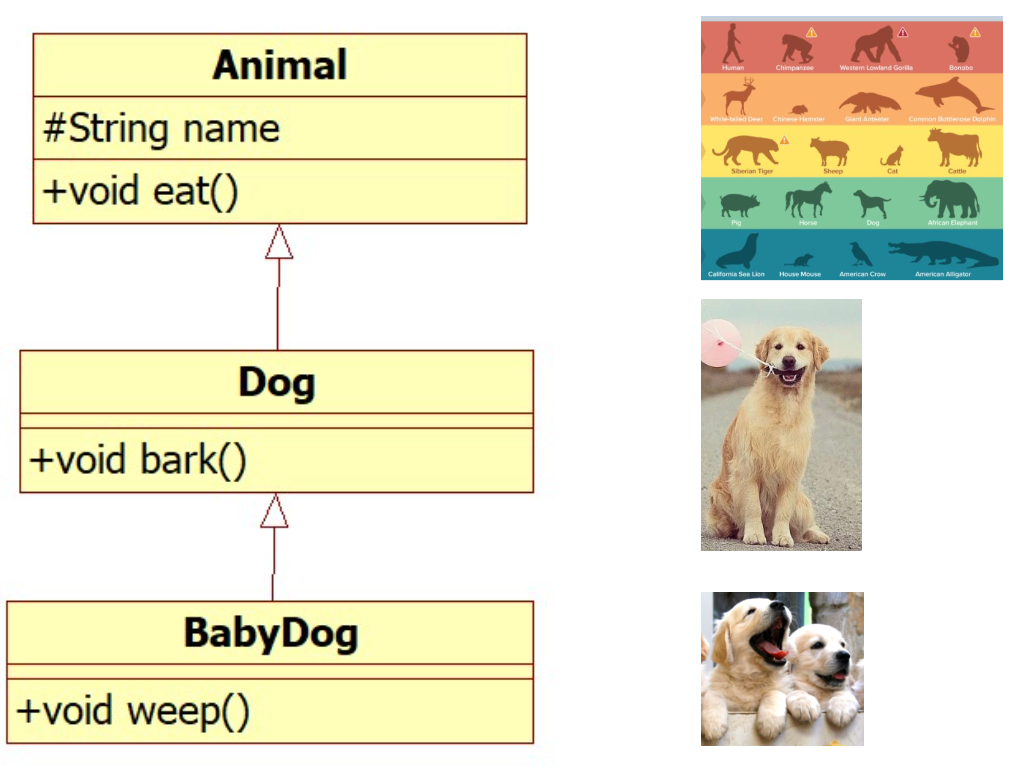 Animal
#String name
+void eat()
Dog
+void bark()
BabyDog
+void weep()
Human Chimpanzee Western Lowland Gorilla Bonobo
White-tailed Deer Chinese Hamster Giant Anteater Common Bottlenose Dolphin
Siberian Tiger Sheep Cat Cattle
Pig Horse Dog African Elephant
California Sea Lion House Mouse American Crow American Alligator